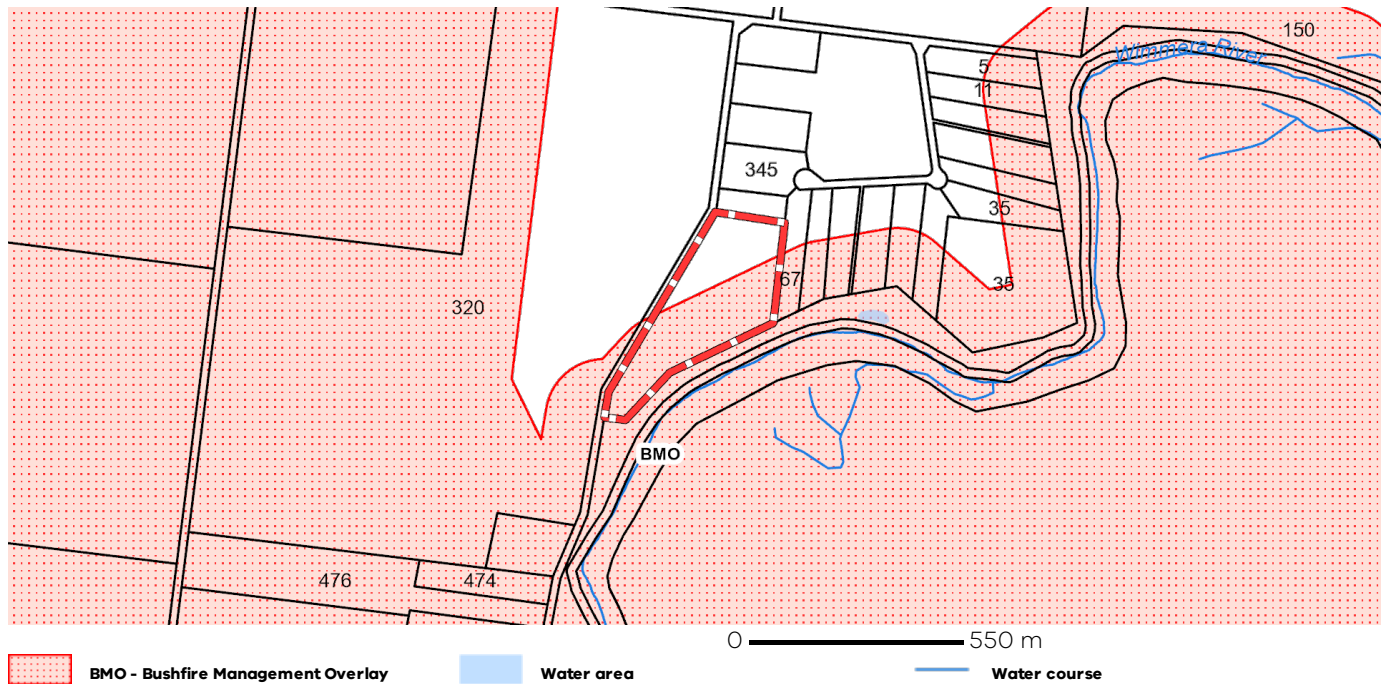 150
Wimmera River
5
11
345
35
67
35
320
BMO
476
474
0 550 m
BMO - Bushfire Management Overlay
Water area
Water course